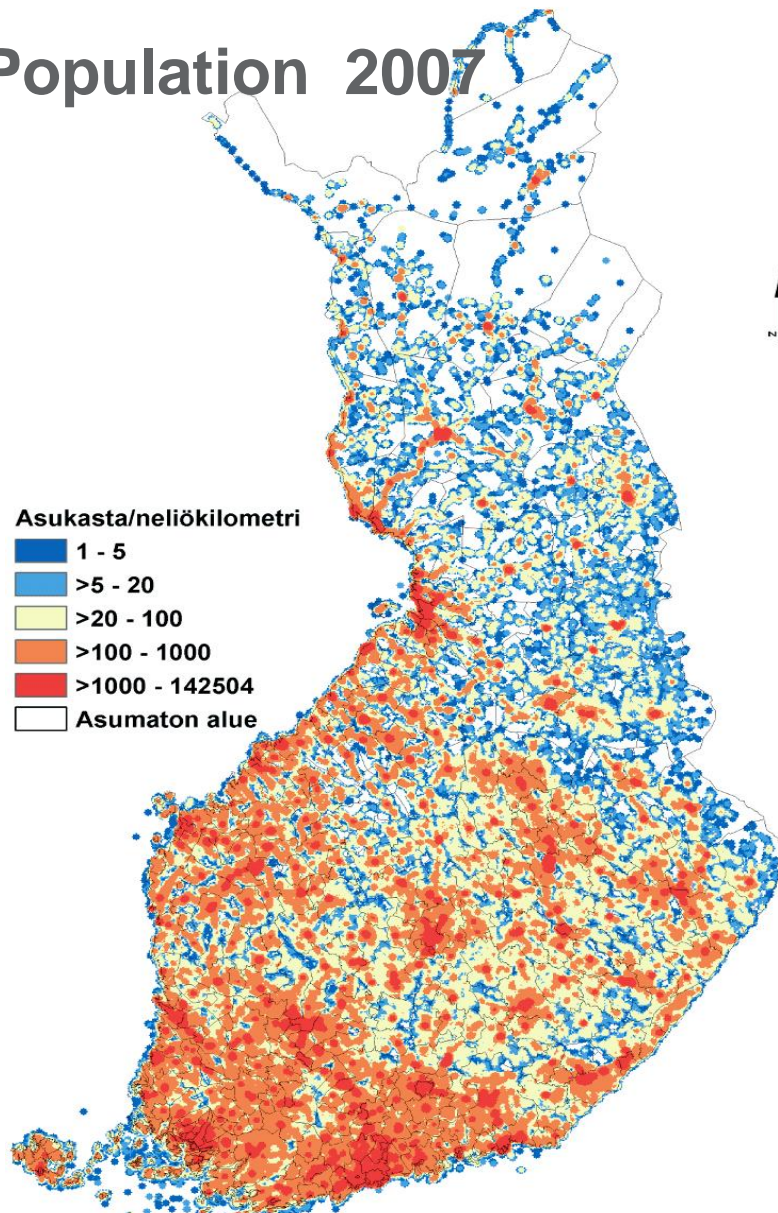 Population 2007
Asukasta/neliökilometri
1 - 5
>5 - 20
>20 - 100
>100 - 1000
>1000 - 142504
Asumaton alue